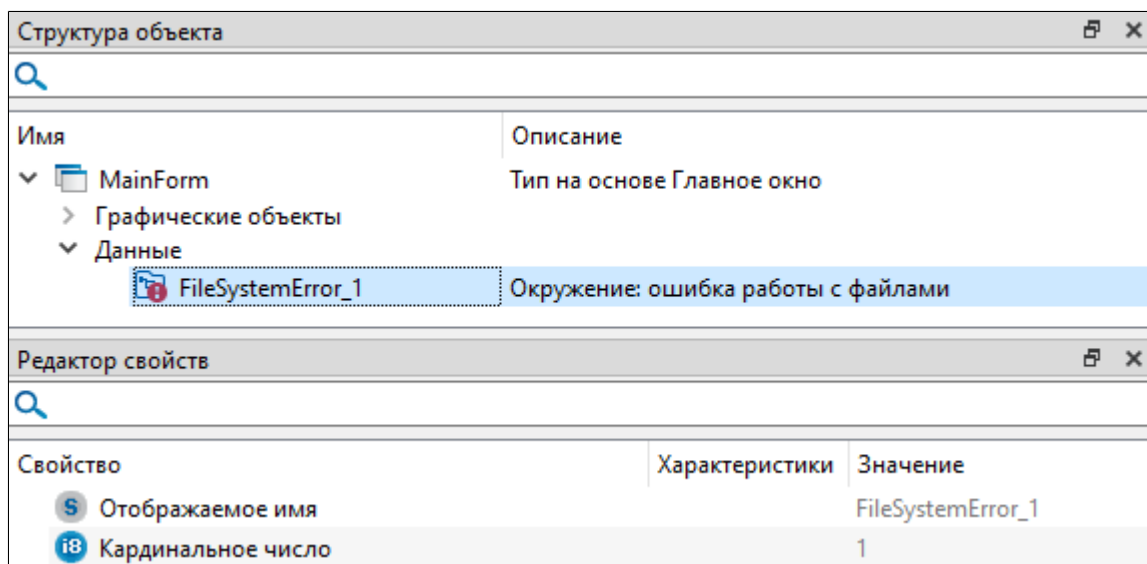 Структура объекта
Имя Описание
MainForm Тип на основе Главное окно
Графические объекты
Данные
FileSystemError_1 Окружение: ошибка работы с файлами
Редактор свойств
Свойство Характеристики Значение
S Отображаемое имя FileSystemError_1
i8 Кардинальное число 1